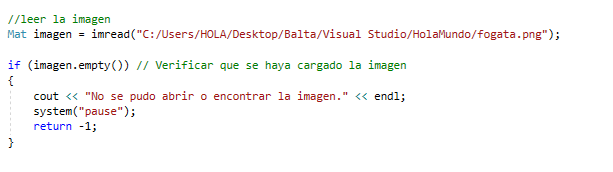 //leer la imagen
Mat imagen = imread("C:/Users/HOLA/Desktop/Balta/Visual Studio/HolaMundo/fogata.png");
if (imagen.empty()) // Verificar que se haya cargado la imagen
{
cout << "No se pudo abrir o encontrar la imagen." << endl;
system("pause");
return -1;
}